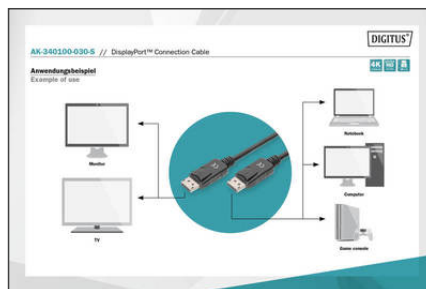 DIGITUS
AK-340100-030-S // DisplayPort™ Connection Cable
4K
Anwendungsbeispiel
Example of use
Monitor
TV
Notebook
Computer
Game console